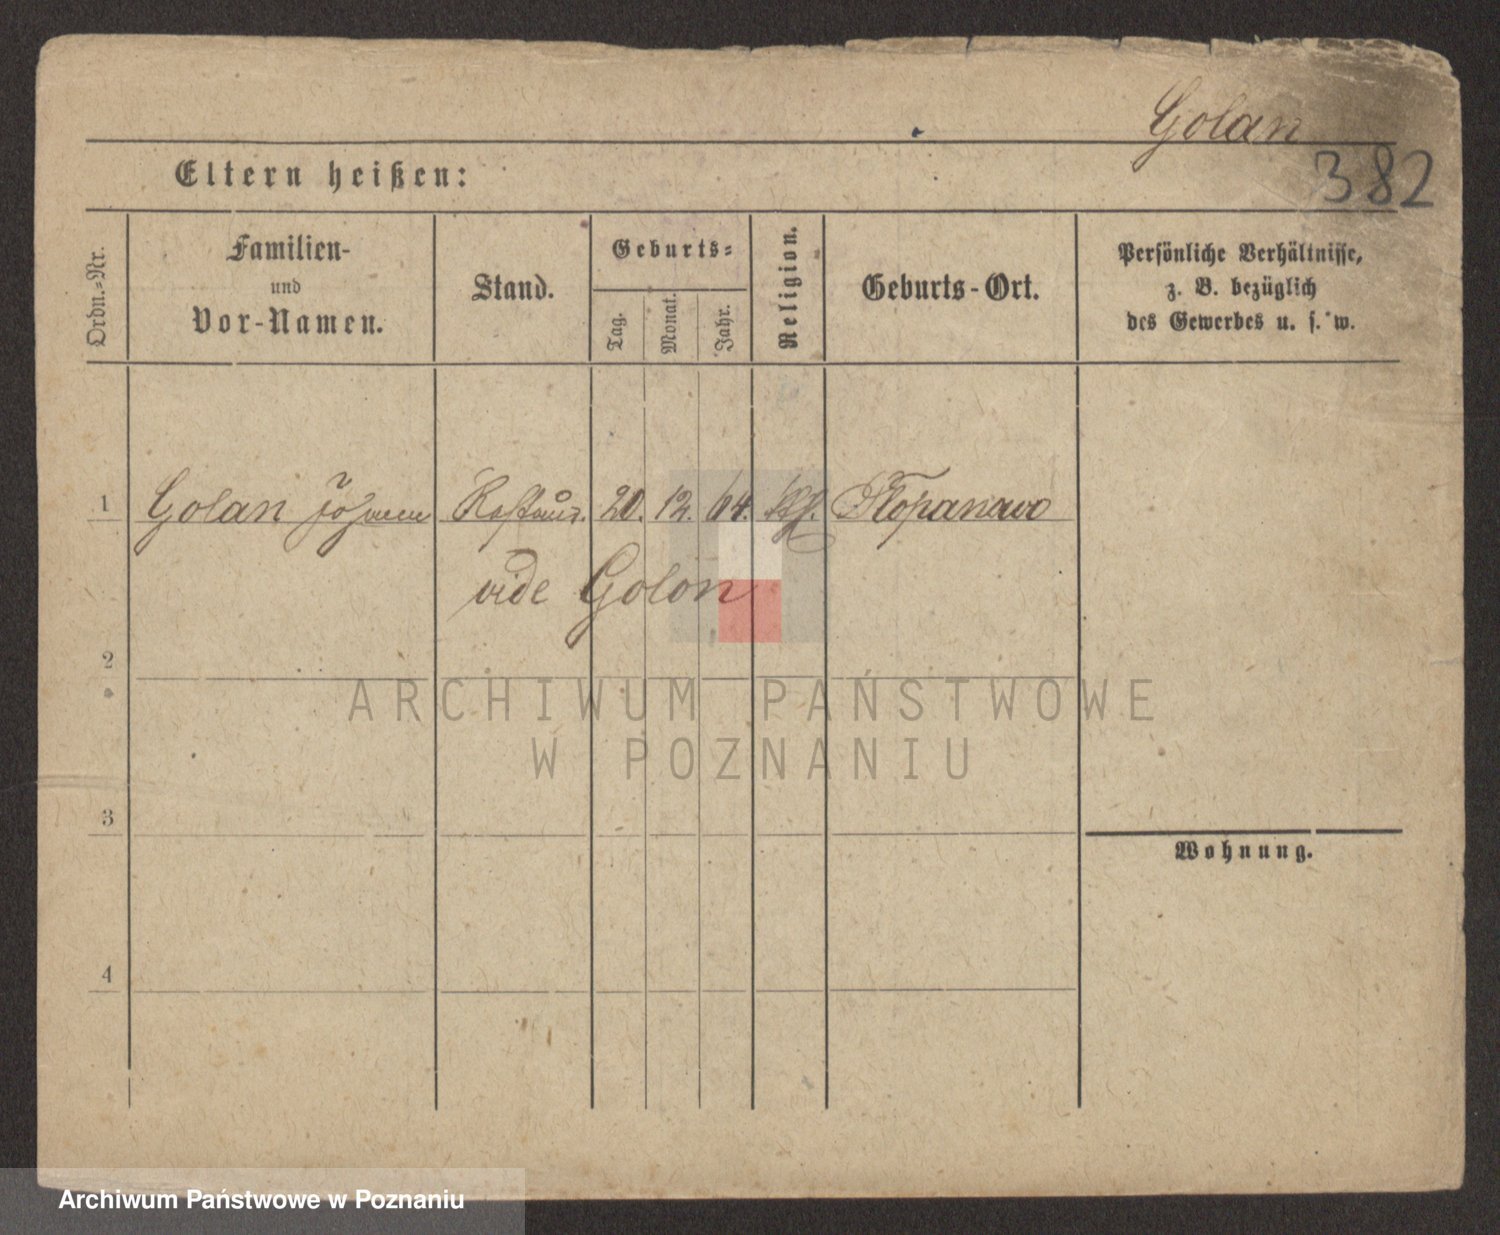 Golan
382
Eltern heißen:
Ordn.-Nr.
Familien-
und
Vor-Namen.
Stand.
Geburts-
Tag.
Monat.
Jahr.
Religion.
Geburts-Ort.
Persönliche Verhältnisse,
z. B. bezüglich
des Gewerbes u. s. w.
1 Golan Johann 20. 12. 64.
vide Golon
2
3
Wohnung.
4
ARCHIWUM PAŃSTWOWE
W POZNANIU
Archiwum Państwowe w Poznaniu